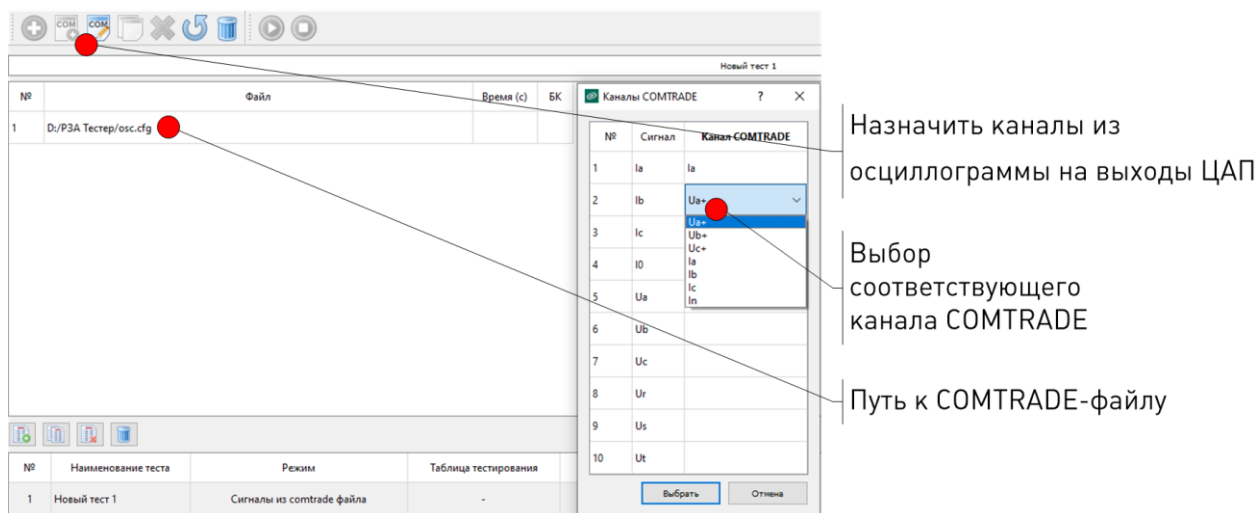 COM COM
Новый тест 1
№ Файл Время (с) БК
1 D:/РЗА Тестер/osc.cfg
Каналы COMTRADE ? ×
№ Сигнал Канал COMTRADE
1 Ia Ia
2 Ib Ua+
Ua+
Ub+
Uc+
Ia
Ib
Ic
In
3 Ic
4 I0
5 Ua
6 Ub
7 Uc
8 Ur
9 Us
10 Ut
Выбрать Отмена
№ Наименование теста Режим Таблица тестирования
1 Новый тест 1 Сигналы из comtrade файла -
Назначить каналы из
осциллограммы на выходы ЦАП
Выбор
соответствующего
канала COMTRADE
Путь к COMTRADE-файлу